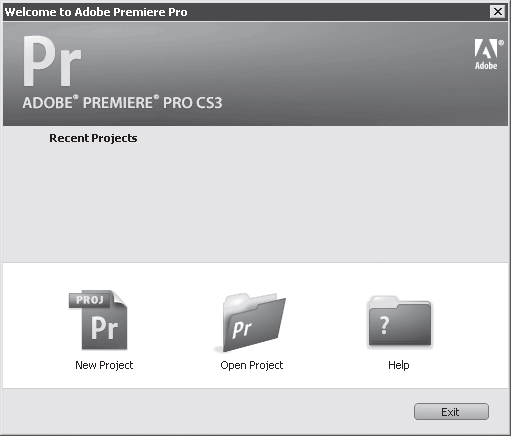 Welcome to Adobe Premiere Pro
Pr
Adobe®
ADOBE® PREMIERE® PRO CS3
Recent Projects
PROJ
Pr
Pr
?
New Project
Open Project
Help
Exit